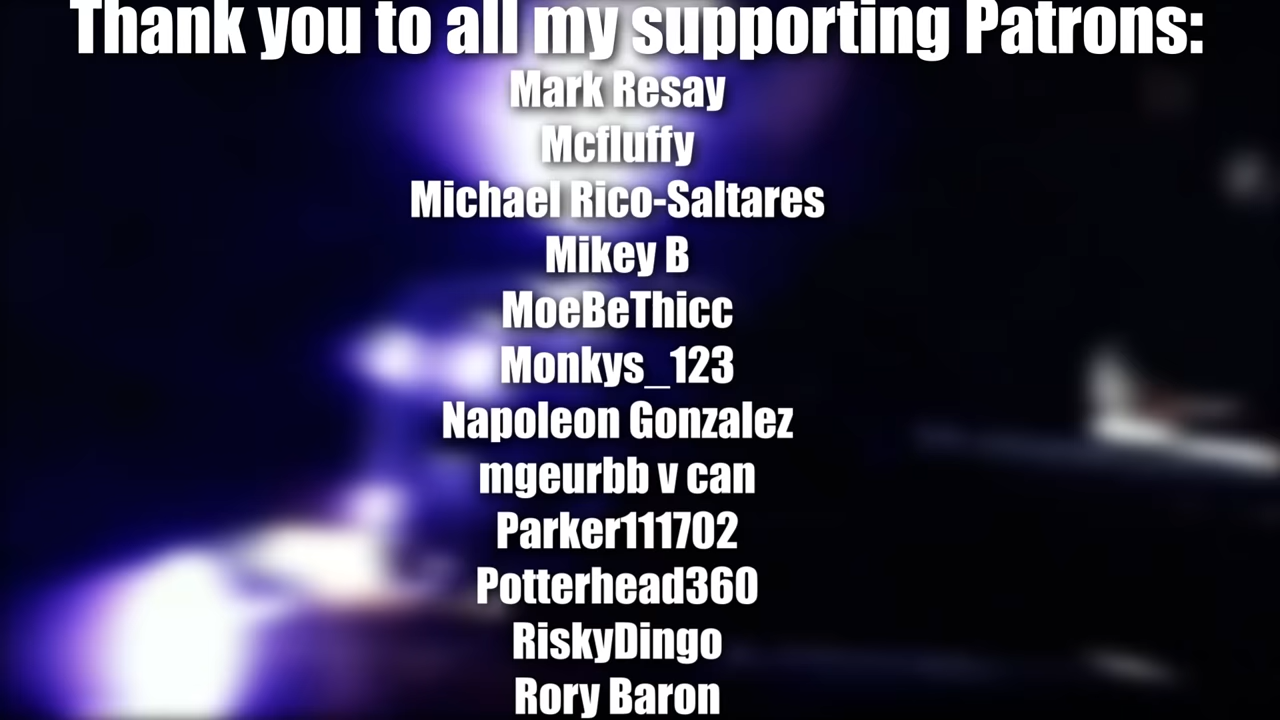 Thank you to all my supporting Patrons:
Mark Resay
Mcfluffy
Michael Rico-Saltares
Mikey B
MoeBeThicc
Monkys_123
Napoleon Gonzalez
mgeurbb v can
Parker111702
Potterhead360
RiskyDingo
Rory Baron